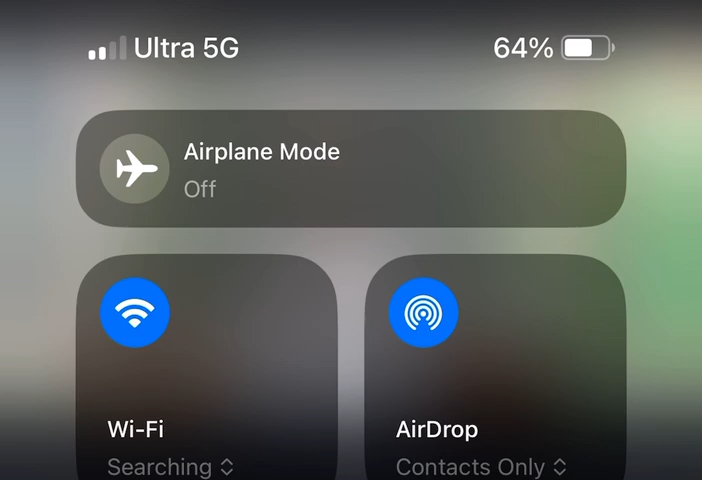 Ultra 5G 64%
Airplane Mode
Off
Wi-Fi AirDrop
Searching Contacts Only